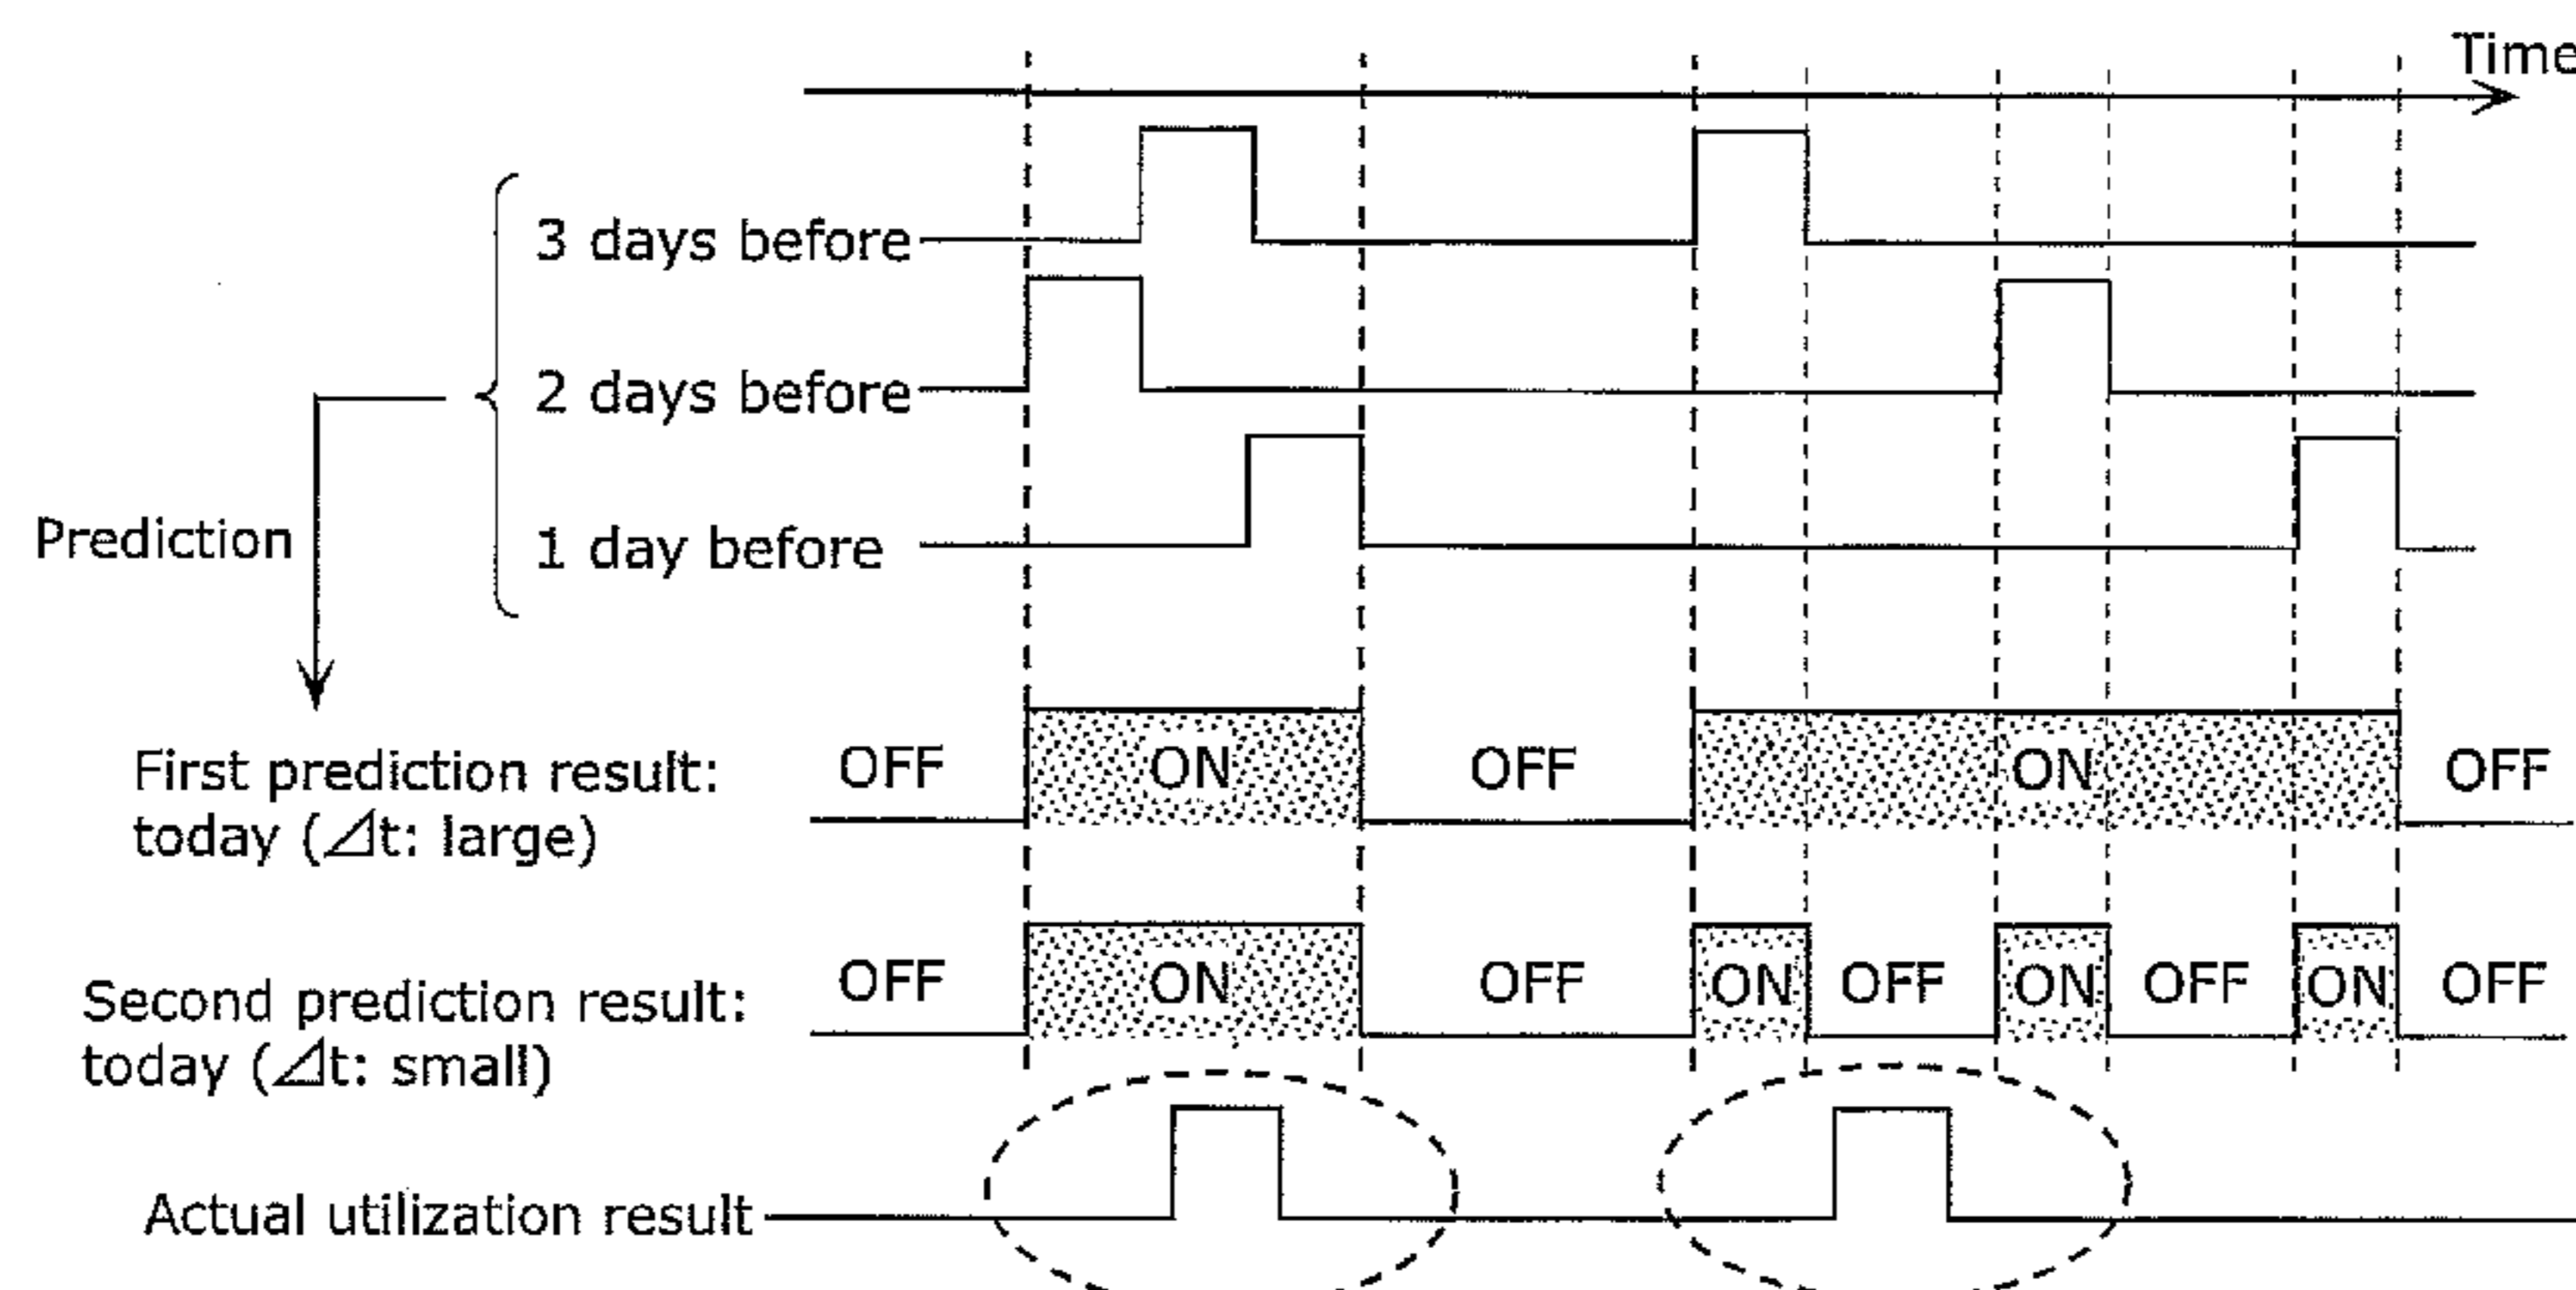 Time
3 days before
2 days before
1 day before
Prediction
First prediction result:
today (⊿t: large)
OFF ON OFF ON OFF
Second prediction result:
today (⊿t: small)
OFF ON OFF ON OFF ON OFF ON OFF
Actual utilization result